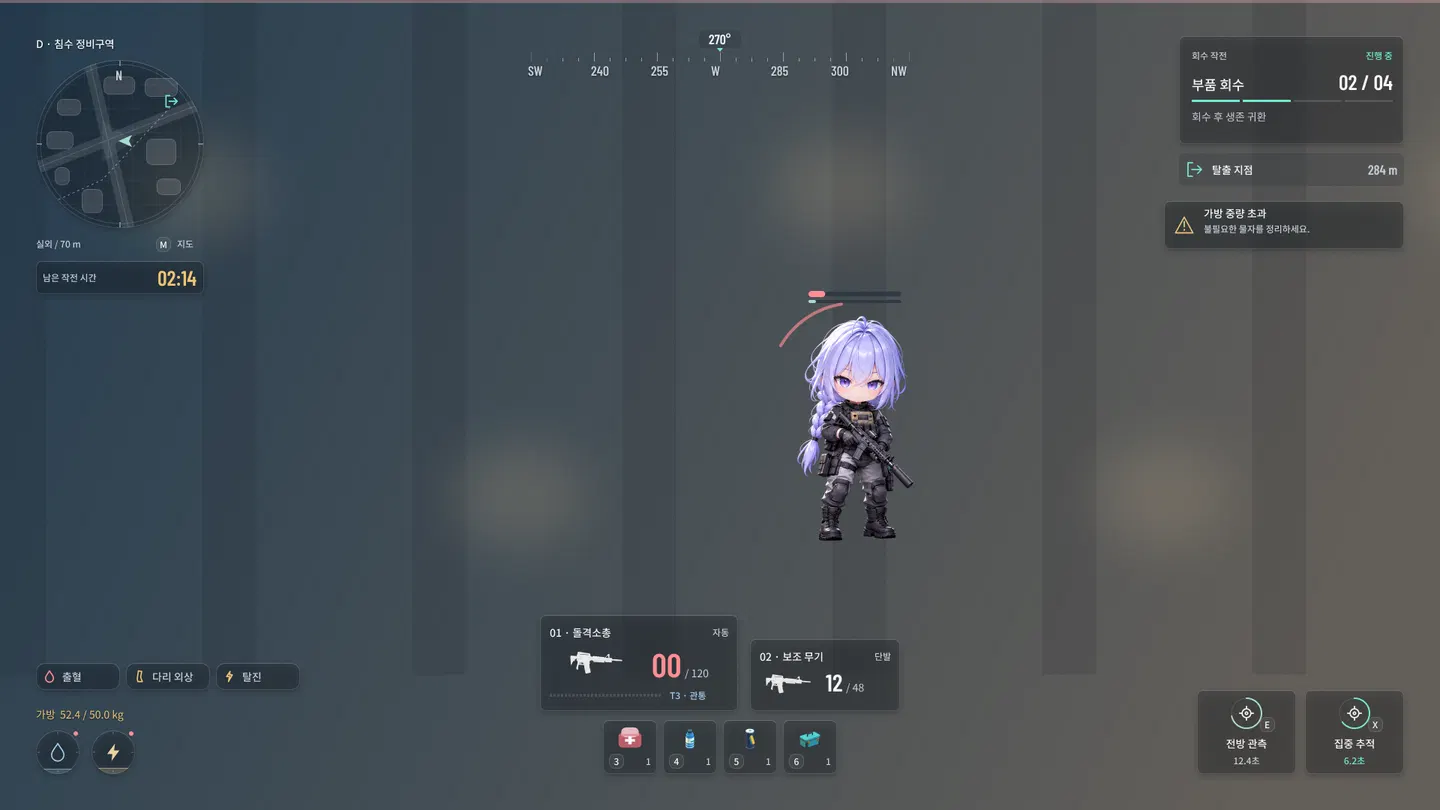 D · 침수 정비구역
N
실외 / 70 m
M 지도
남은 작전 시간 02:14
270°
SW 240 255 W 285 300 NW
회수 작전 진행 중
부품 회수 02 / 04
회수 후 생존 귀환
탈출 지점 284 m
가방 중량 초과
불필요한 물자를 정리하세요.
출혈 다리 외상 탈진
가방 52.4 / 50.0 kg
01 · 돌격소총 자동
00 / 120
T3 · 관통
02 · 보조 무기 단발
12 / 48
3 1 4 1 5 1 6 1
E
전방 관측
12.4초
X
집중 추적
6.2초